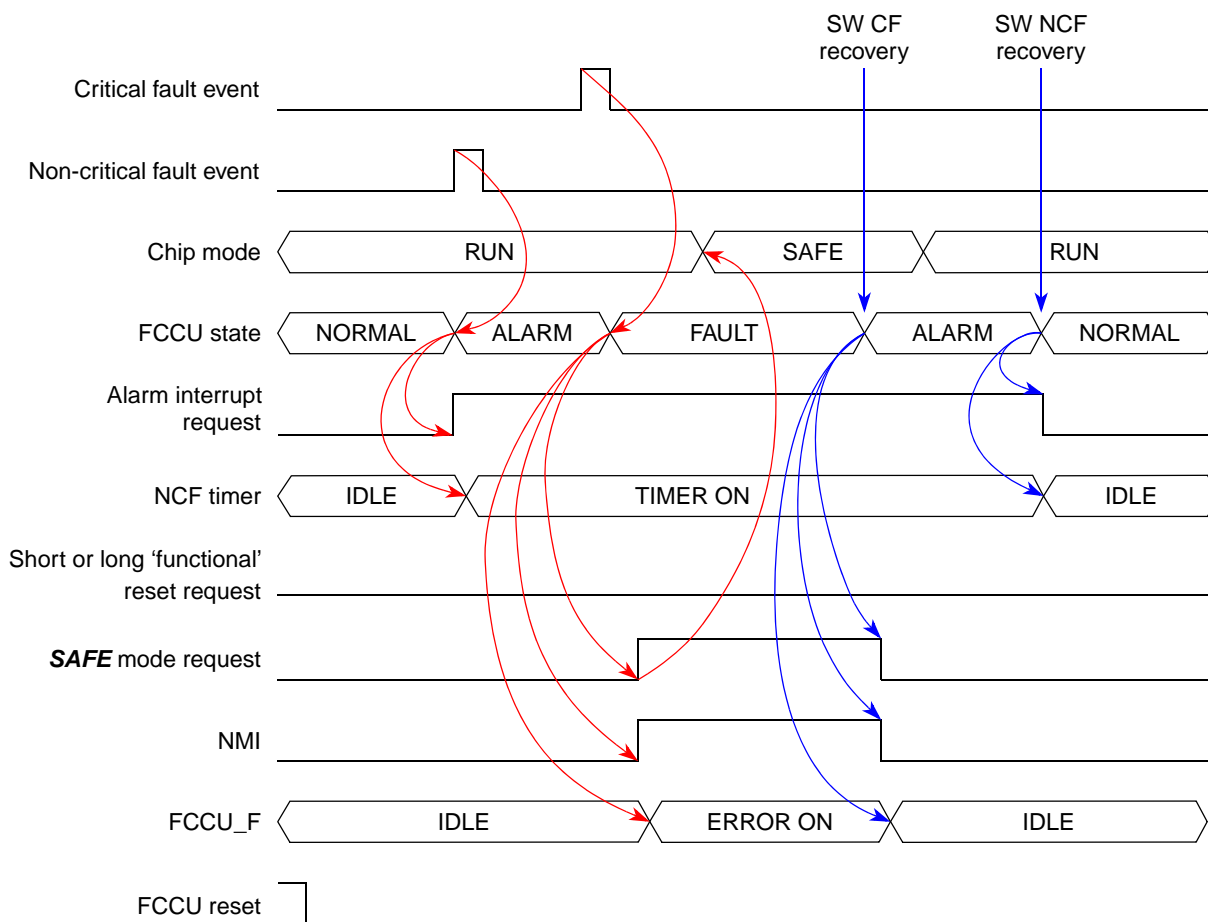 SW CF
recovery
SW NCF
recovery
Critical fault event
Non-critical fault event
Chip mode
RUN
SAFE
RUN
FCCU state
NORMAL
ALARM
FAULT
ALARM
NORMAL
Alarm interrupt
request
NCF timer
IDLE
TIMER ON
IDLE
Short or long ‘functional’
reset request
SAFE mode request
NMI
FCCU_F
IDLE
ERROR ON
IDLE
FCCU reset